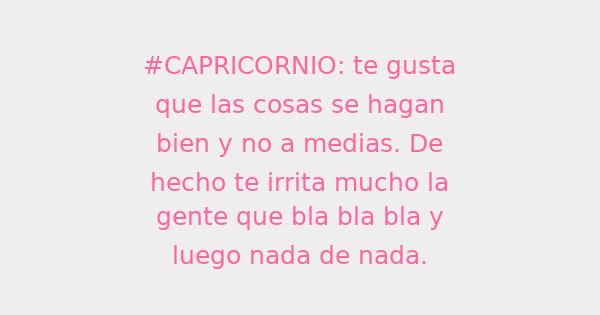 #CAPRICORNIO: te gusta
que las cosas se hagan
bien y no a medias. De
hecho te irrita mucho la
gente que bla bla bla y
luego nada de nada.